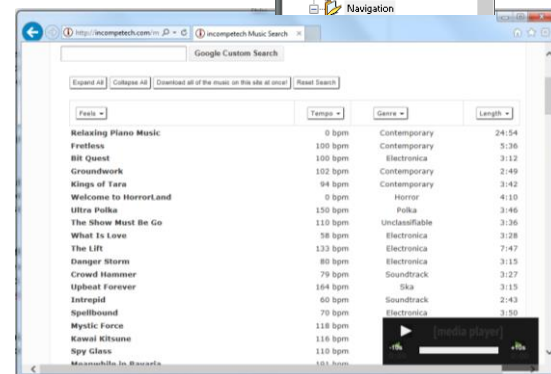 Navigation
http://incompetech.com/m
incompetech Music Search
Google Custom Search
Expand All Collapse All Download all of the music on this site at once! Reset Search
Feels Tempo Genre Length
Relaxing Piano Music 0 bpm Contemporary 24:54
Fretless 100 bpm Contemporary 5:36
Bit Quest 100 bpm Electronica 3:12
Groundwork 102 bpm Contemporary 2:49
Kings of Tara 94 bpm Contemporary 3:42
Welcome to HorrorLand 0 bpm Horror 4:10
Ultra Polka 150 bpm Polka 3:46
The Show Must Be Go 110 bpm Unclassifiable 3:36
What Is Love 58 bpm Electronica 3:28
The Lift 133 bpm Electronica 7:47
Danger Storm 80 bpm Electronica 3:15
Crowd Hammer 79 bpm Soundtrack 3:27
Upbeat Forever 164 bpm Ska 3:15
Intrepid 60 bpm Soundtrack 2:43
Spellbound 70 bpm Electronica 3:50
Mystic Force 118 bpm
Kawai Kitsune 116 bpm
Spy Glass 110 bpm
Meanwhile in Bavaria 101 bpm
[media player]